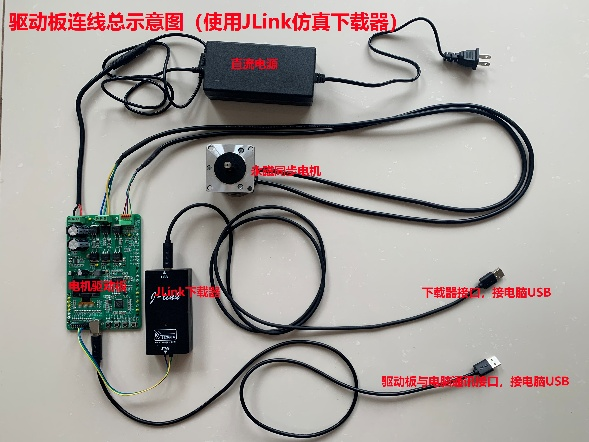 驱动板连线总示意图（使用JLink仿真下载器）
直流电源
永磁同步电机
电机驱动板
JLink下载器
J-Link
下载器接口，接电脑USB
驱动板与电脑通讯接口，接电脑USB